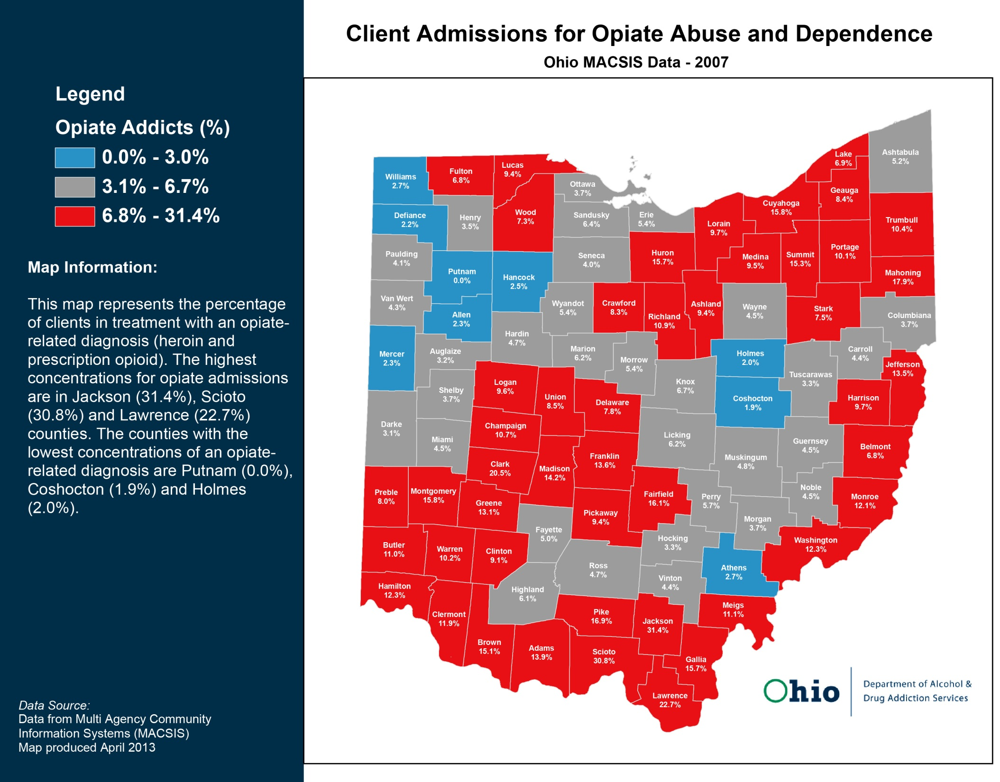 Client Admissions for Opiate Abuse and Dependence
Ohio MACSIS Data - 2007
Legend
Opiate Addicts (%)
0.0% - 3.0%
3.1% - 6.7%
6.8% - 31.4%
Map Information:
This map represents the percentage
of clients in treatment with an opiate-
related diagnosis (heroin and
prescription opioid). The highest
concentrations for opiate admissions
are in Jackson (31.4%), Scioto
(30.8%) and Lawrence (22.7%)
counties. The counties with the
lowest concentrations of an opiate-
related diagnosis are Putnam (0.0%),
Coshocton (1.9%) and Holmes
(2.0%).
Data Source:
Data from Multi Agency Community
Information Systems (MACSIS)
Map produced April 2013
Williams
2.7%
Fulton
6.8%
Lucas
9.4%
Ottawa
3.7%
Lake
6.9%
Ashtabula
5.2%
Geauga
8.4%
Cuyahoga
15.8%
Defiance
2.2%
Henry
3.5%
Wood
7.3%
Sandusky
6.4%
Erie
5.4%
Lorain
9.7%
Trumbull
10.4%
Paulding
4.1%
Putnam
0.0%
Hancock
2.5%
Seneca
4.0%
Huron
15.7%
Medina
9.5%
Summit
15.3%
Portage
10.1%
Mahoning
17.9%
Van Wert
4.3%
Allen
2.3%
Wyandot
5.4%
Crawford
8.3%
Richland
10.9%
Ashland
9.4%
Wayne
4.5%
Stark
7.5%
Columbiana
3.7%
Mercer
2.3%
Auglaize
3.2%
Hardin
4.7%
Marion
6.2%
Morrow
5.4%
Holmes
2.0%
Tuscarawas
3.3%
Carroll
4.4%
Jefferson
13.5%
Shelby
3.7%
Logan
9.6%
Union
8.5%
Delaware
7.8%
Knox
6.7%
Coshocton
1.9%
Harrison
9.7%
Darke
3.1%
Miami
4.5%
Champaign
10.7%
Licking
6.2%
Muskingum
4.8%
Guernsey
4.5%
Belmont
6.8%
Clark
20.5%
Madison
14.2%
Franklin
13.6%
Preble
8.0%
Montgomery
15.8%
Greene
13.1%
Pickaway
9.4%
Fairfield
16.1%
Perry
5.7%
Morgan
3.7%
Noble
4.5%
Monroe
12.1%
Fayette
5.0%
Hocking
3.3%
Washington
12.3%
Butler
11.0%
Warren
10.2%
Clinton
9.1%
Ross
4.7%
Vinton
4.4%
Athens
2.7%
Hamilton
12.3%
Clermont
11.9%
Highland
6.1%
Pike
16.9%
Jackson
31.4%
Meigs
11.1%
Brown
15.1%
Adams
13.9%
Scioto
30.8%
Gallia
15.7%
Lawrence
22.7%
Ohio
Department of Alcohol &
Drug Addiction Services